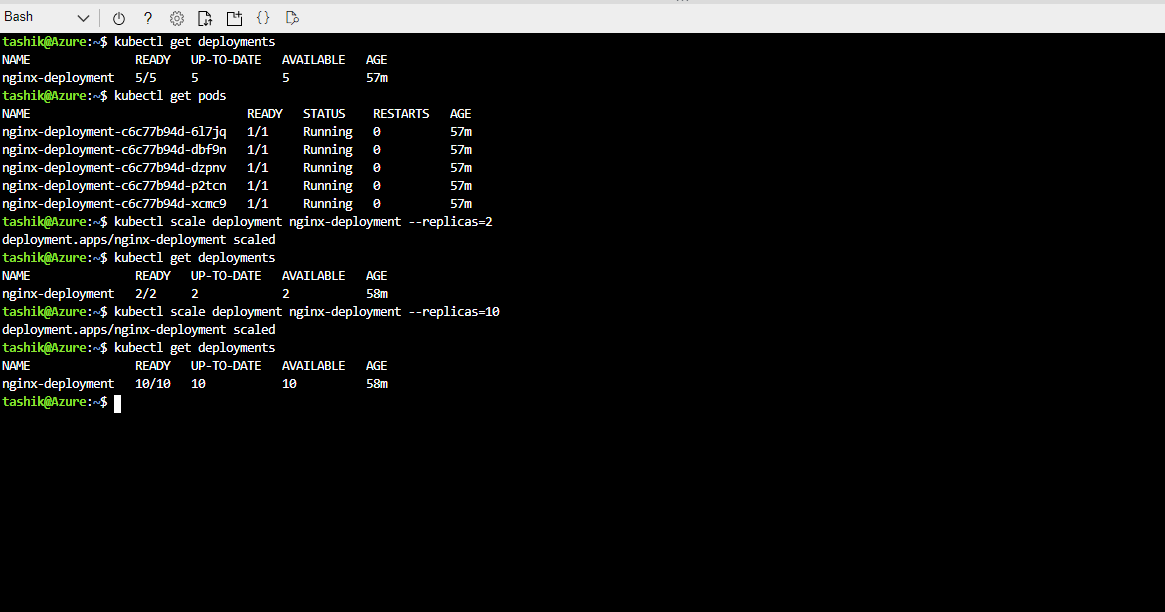 Bash
tashik@Azure:~$ kubectl get deployments
NAME READY UP-TO-DATE AVAILABLE AGE
nginx-deployment 5/5 5 5 57m
tashik@Azure:~$ kubectl get pods
NAME READY STATUS RESTARTS AGE
nginx-deployment-c6c77b94d-6l7jq 1/1 Running 0 57m
nginx-deployment-c6c77b94d-dbf9n 1/1 Running 0 57m
nginx-deployment-c6c77b94d-dzpnv 1/1 Running 0 57m
nginx-deployment-c6c77b94d-p2tcn 1/1 Running 0 57m
nginx-deployment-c6c77b94d-xcmc9 1/1 Running 0 57m
tashik@Azure:~$ kubectl scale deployment nginx-deployment --replicas=2
deployment.apps/nginx-deployment scaled
tashik@Azure:~$ kubectl get deployments
NAME READY UP-TO-DATE AVAILABLE AGE
nginx-deployment 2/2 2 2 58m
tashik@Azure:~$ kubectl scale deployment nginx-deployment --replicas=10
deployment.apps/nginx-deployment scaled
tashik@Azure:~$ kubectl get deployments
NAME READY UP-TO-DATE AVAILABLE AGE
nginx-deployment 10/10 10 10 58m
tashik@Azure:~$